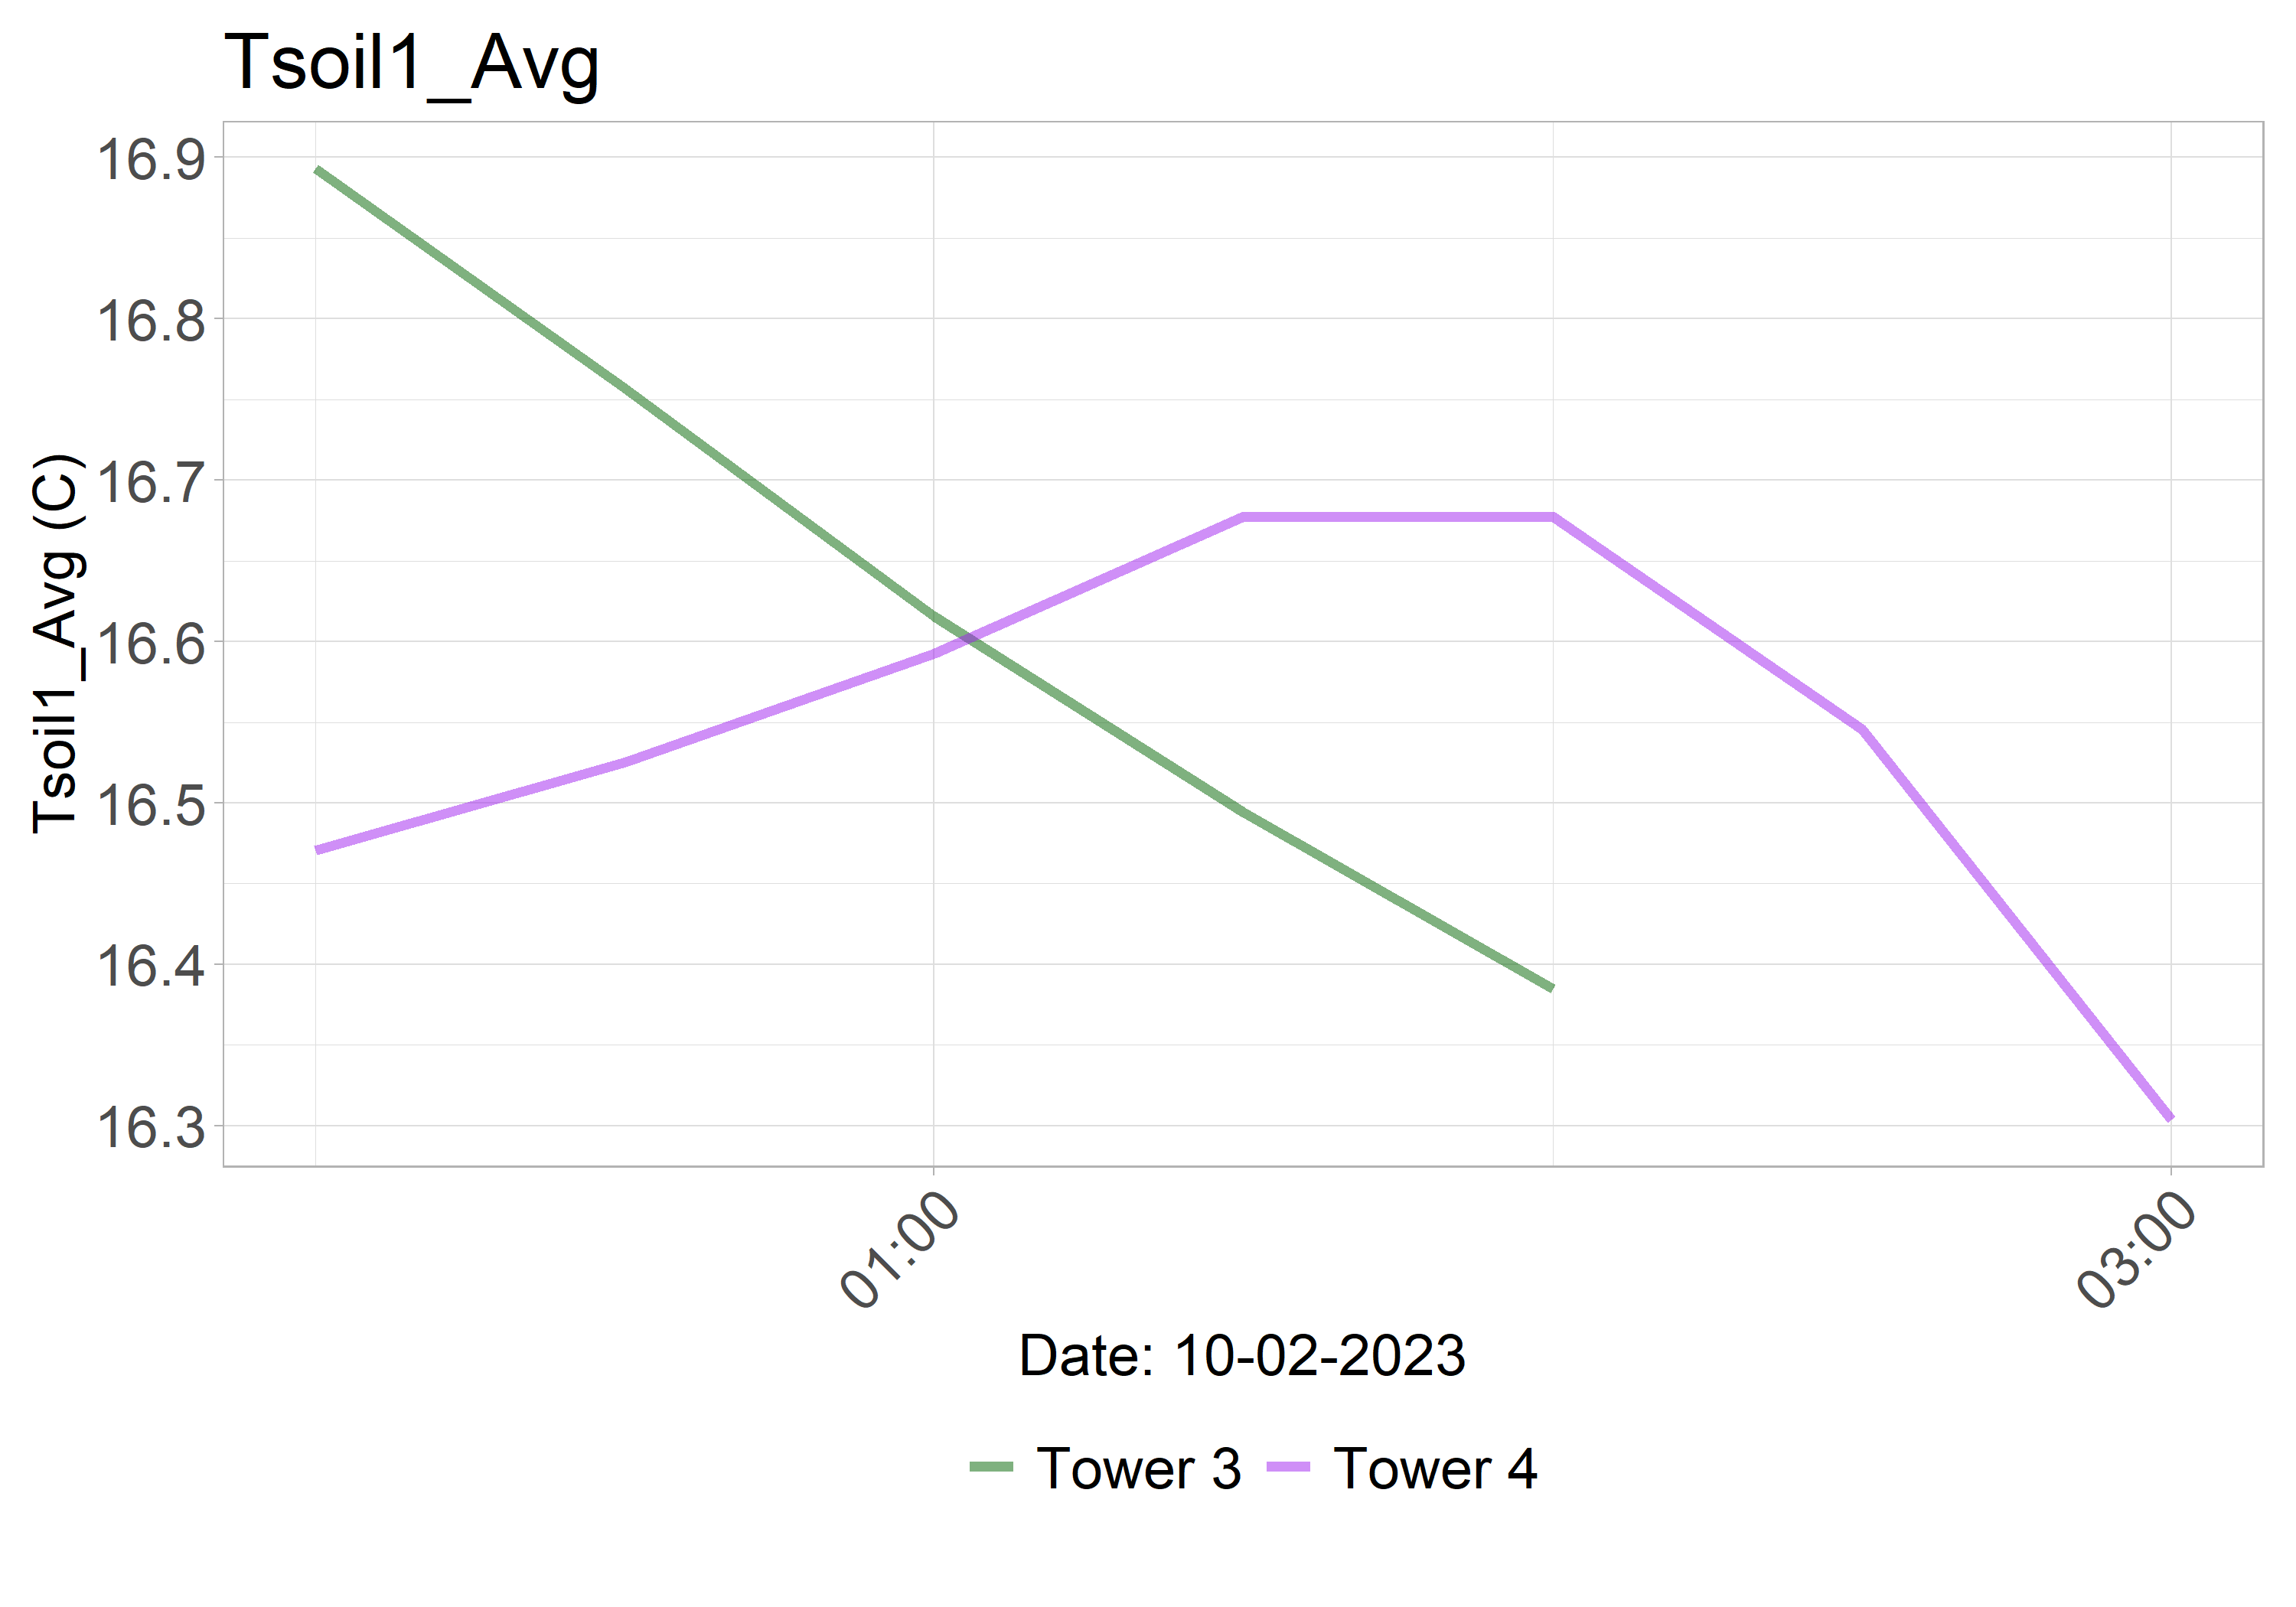 Tsoil1_Avg
Tsoil1_Avg (C)
16.9
16.8
16.7
16.6
16.5
16.4
16.3
01:00
03:00
Date: 10-02-2023
Tower 3 Tower 4